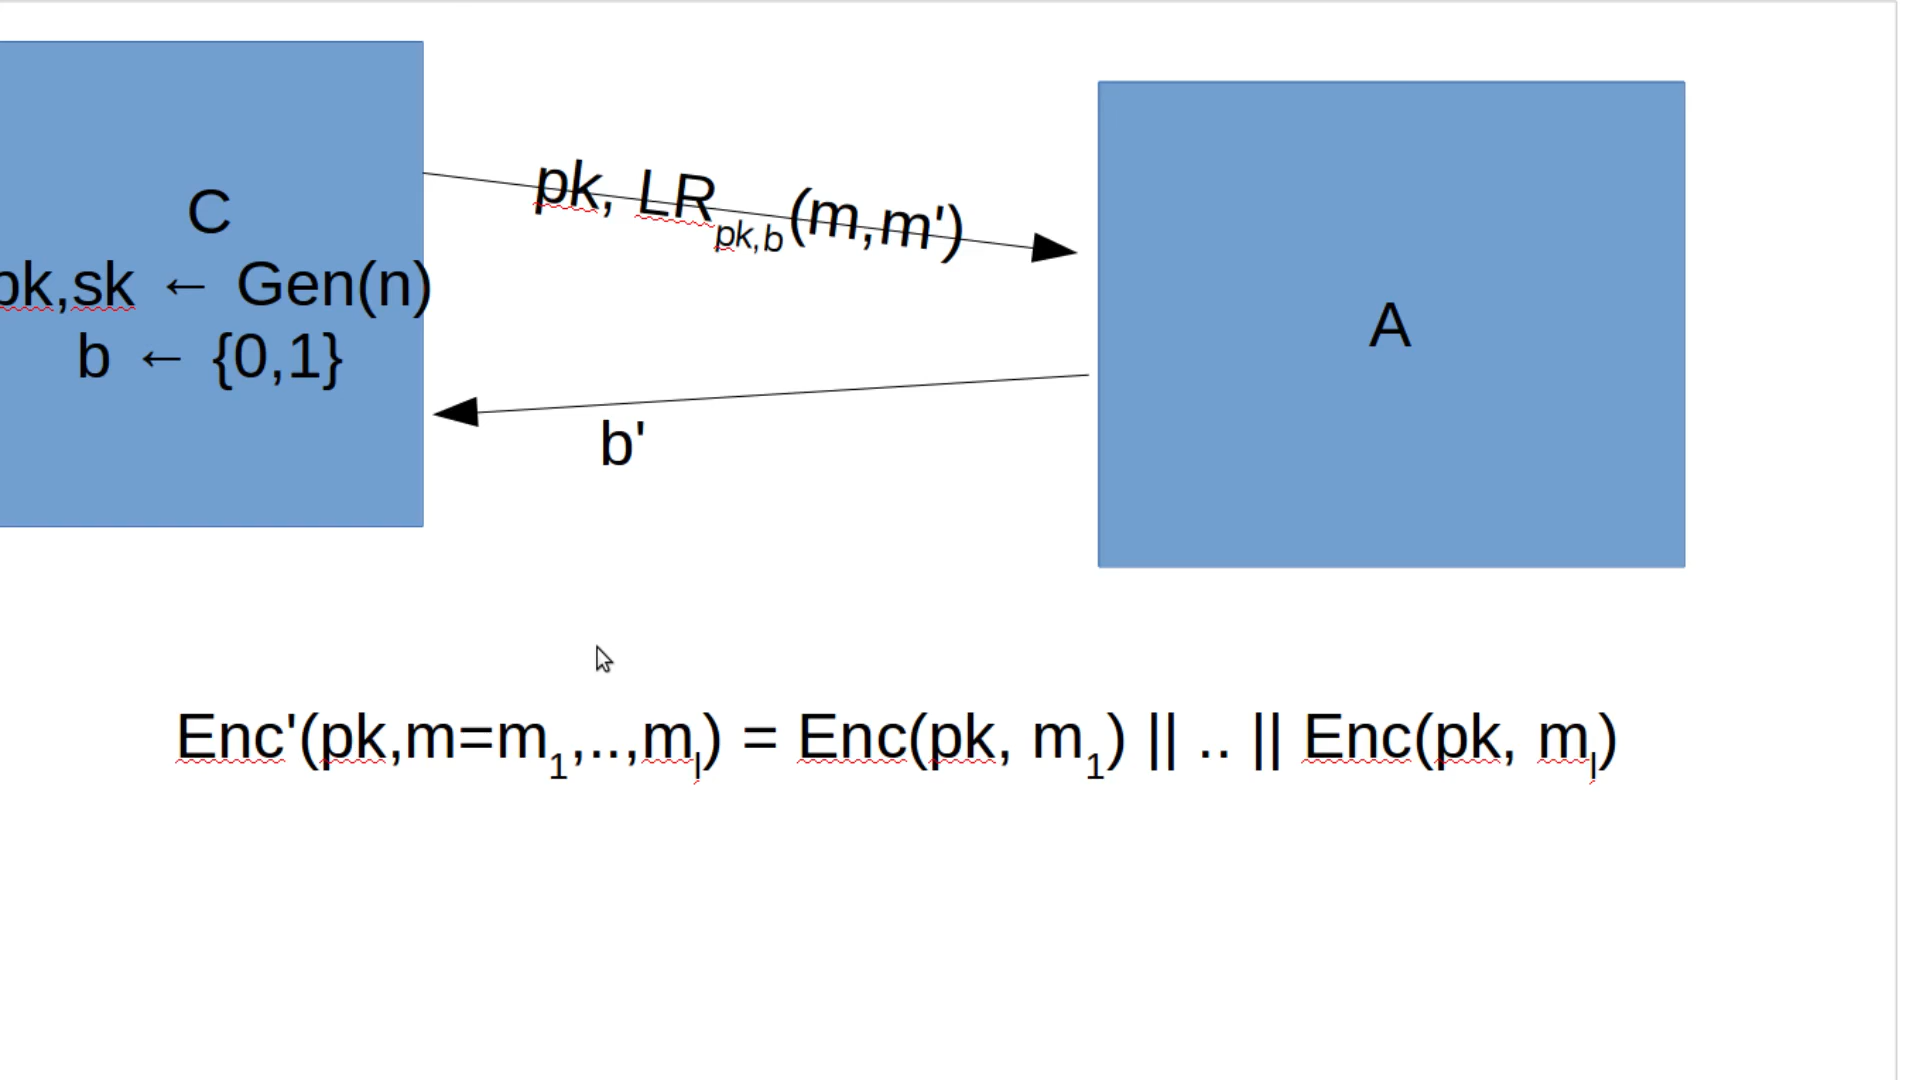 C
pk,sk ← Gen(n)
b ← {0,1}
pk, LRpk,b(m,m')
A
b'
Enc'(pk,m=m1,..,ml) = Enc(pk, m1) || .. || Enc(pk, ml)